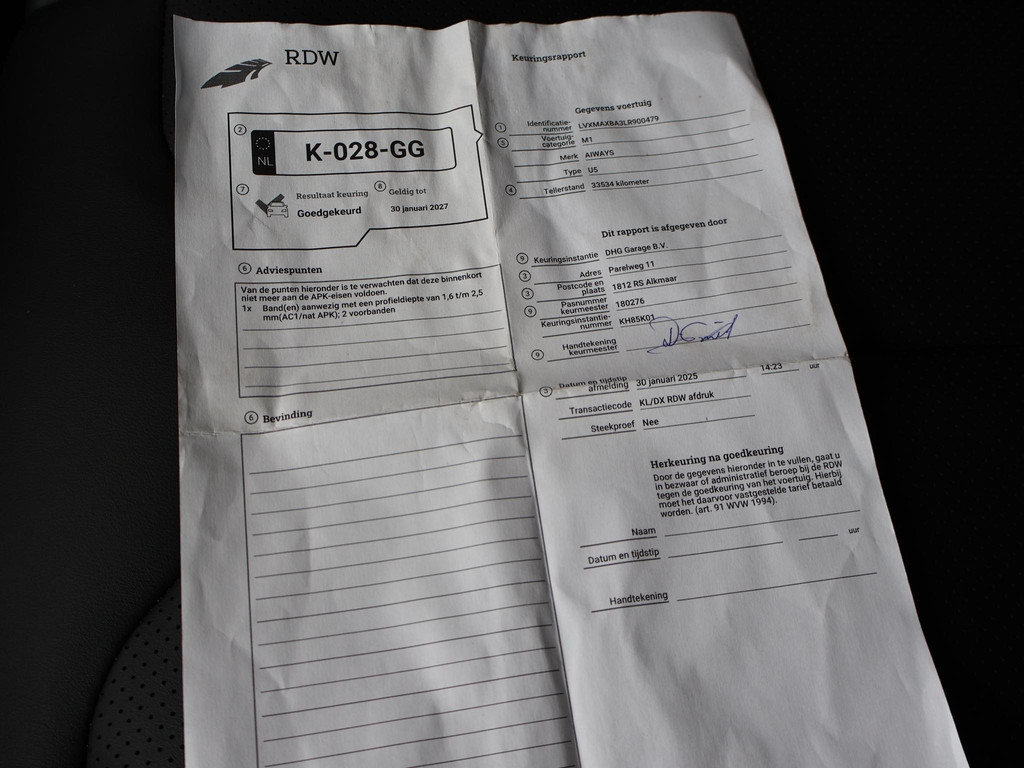 RDW
Keuringsrapport
2
NL
K-028-GG
7
Resultaat keuring
Goedgekeurd
8
Geldig tot
30 januari 2027
6 Adviespunten
Van de punten hieronder is te verwachten dat deze binnenkort
niet meer aan de APK-eisen voldoen.
1x Band(en) aanwezig met een profieldiepte van 1,6 t/m 2,5
mm(AC1/nat APK); 2 voorbanden
6 Bevinding
Gegevens voertuig
1 Identificatie-
nummer LVXMAXBA3LR900479
5 Voertuig-
categorie M1
Merk AIWAYS
Type U5
4 Tellerstand 33534 kilometer
Dit rapport is afgegeven door
9 Keuringsinstantie DHG Garage B.V.
3 Adres Parelweg 11
3 Postcode en
plaats 1812 RS Alkmaar
9 Pasnummer
keurmeester 180276
Keuringsinstantie-
nummer KH85K01
9 Handtekening
keurmeester
3 Datum en tijdstip
afmelding 30 januari 2025 14:23 uur
Transactiecode KL/DX RDW afdruk
Steekproef Nee
Herkeuring na goedkeuring
Door de gegevens hieronder in te vullen, gaat u
in bezwaar of administratief beroep bij de RDW
tegen de goedkeuring van het voertuig. Hierbij
moet het daarvoor vastgestelde tarief betaald
worden. (art. 91 WVW 1994).
Naam
Datum en tijdstip uur
Handtekening